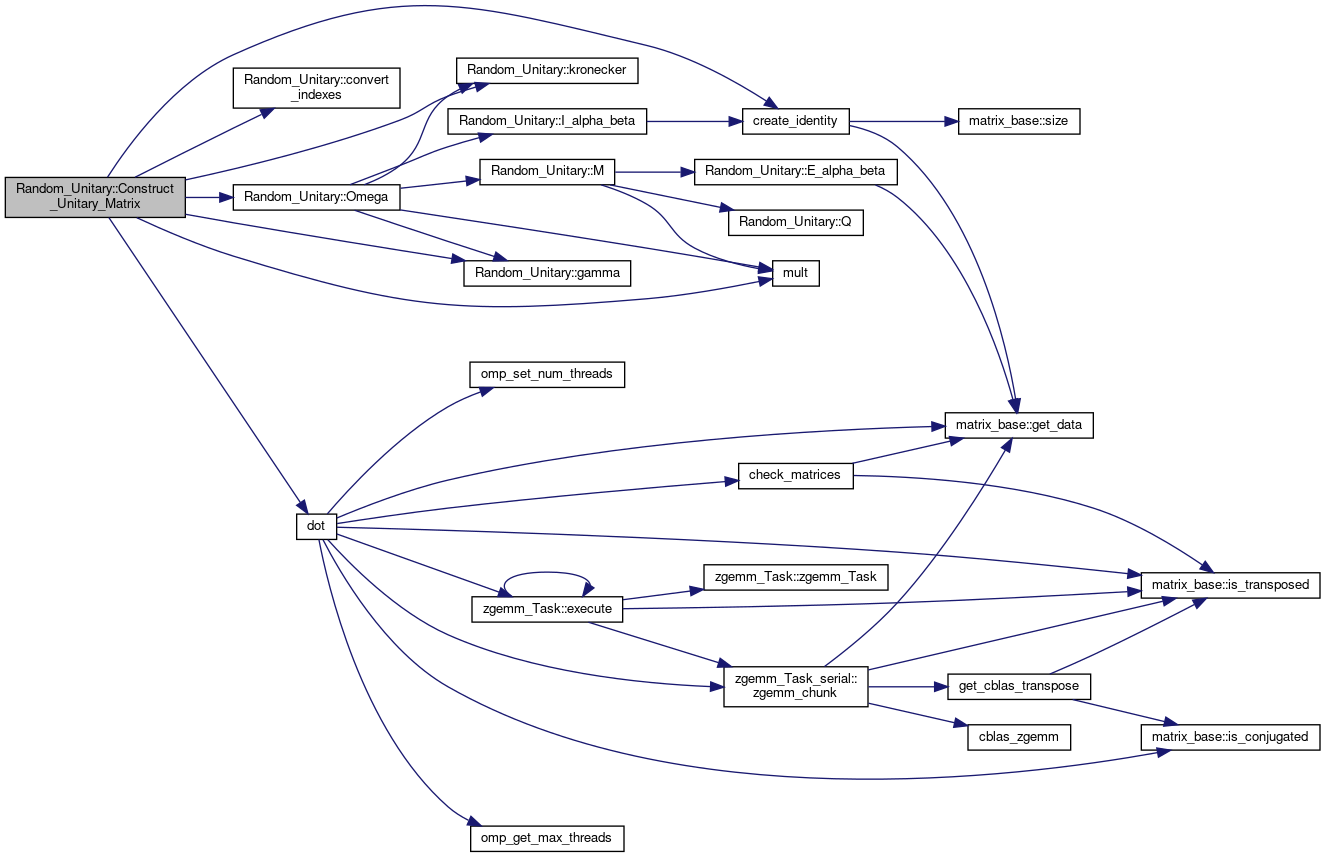 Random_Unitary::kronecker
Random_Unitary::convert
_indexes
Random_Unitary::I_alpha_beta
create_identity
matrix_base::size
Random_Unitary::M
Random_Unitary::E_alpha_beta
Random_Unitary::Construct
_Unitary_Matrix
Random_Unitary::Omega
Random_Unitary::Q
Random_Unitary::gamma
mult
omp_set_num_threads
matrix_base::get_data
check_matrices
dot
zgemm_Task::zgemm_Task
matrix_base::is_transposed
zgemm_Task::execute
zgemm_Task_serial::
zgemm_chunk
get_cblas_transpose
cblas_zgemm
matrix_base::is_conjugated
omp_get_max_threads